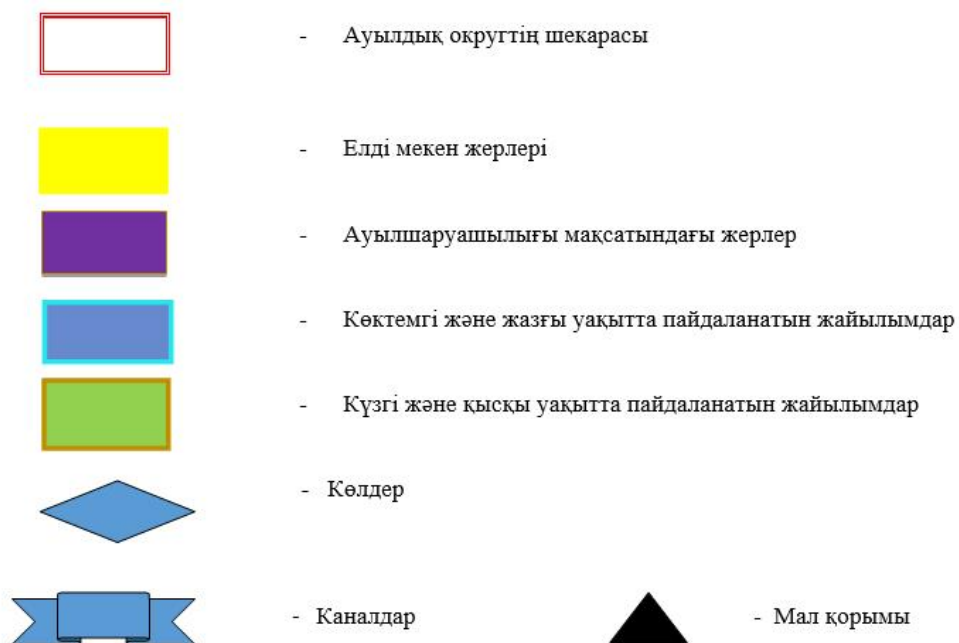 - Ауылдық округтің шекарасы
- Елді мекен жерлері
- Ауылшаруашылығы мақсатындағы жерлер
- Көктемгі және жазғы уақытта пайдаланатын жайылымдар
- Күзгі және қысқы уақытта пайдаланатын жайылымдар
- Көлдер
- Каналдар
- Мал қорымы